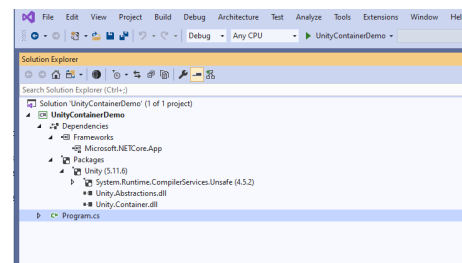 File Edit View Project Build Debug Architecture Test Analyze Tools Extensions Window Hel
Debug Any CPU UnityContainerDemo
Solution Explorer
Search Solution Explorer (Ctrl+;)
Solution 'UnityContainerDemo' (1 of 1 project)
UnityContainerDemo
Dependencies
Frameworks
Microsoft.NETCore.App
Packages
Unity (5.11.6)
System.Runtime.CompilerServices.Unsafe (4.5.2)
Unity.Abstractions.dll
Unity.Container.dll
C# Program.cs